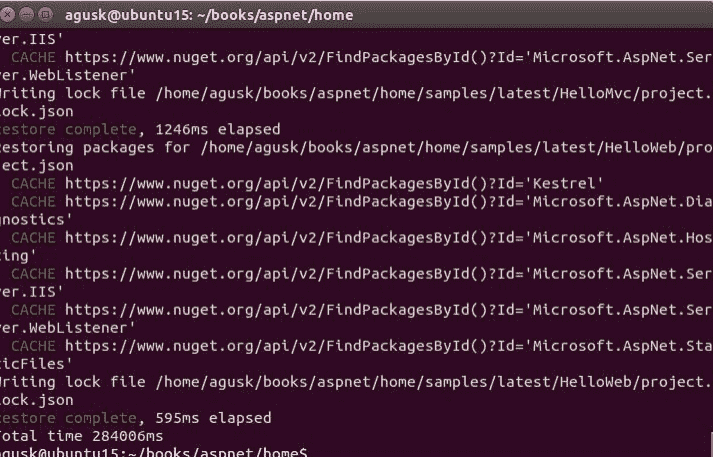 agusk@ubuntu15: ~/books/aspnet/home
ver.IIS'
CACHE https://www.nuget.org/api/v2/FindPackagesById()?Id='Microsoft.AspNet.Ser
ver.WebListener'
Writing lock file /home/agusk/books/aspnet/home/samples/latest/HelloMvc/project.
lock.json
restore complete, 1246ms elapsed
Restoring packages for /home/agusk/books/aspnet/home/samples/latest/HelloWeb/pro
ject.json
CACHE https://www.nuget.org/api/v2/FindPackagesById()?Id='Kestrel'
CACHE https://www.nuget.org/api/v2/FindPackagesById()?Id='Microsoft.AspNet.Dia
gnostics'
CACHE https://www.nuget.org/api/v2/FindPackagesById()?Id='Microsoft.AspNet.Hos
ting'
CACHE https://www.nuget.org/api/v2/FindPackagesById()?Id='Microsoft.AspNet.Ser
ver.IIS'
CACHE https://www.nuget.org/api/v2/FindPackagesById()?Id='Microsoft.AspNet.Ser
ver.WebListener'
CACHE https://www.nuget.org/api/v2/FindPackagesById()?Id='Microsoft.AspNet.Sta
ticFiles'
Writing lock file /home/agusk/books/aspnet/home/samples/latest/HelloWeb/project.
lock.json
restore complete, 595ms elapsed
Total time 284006ms
agusk@ubuntu15:~/books/aspnet/home$